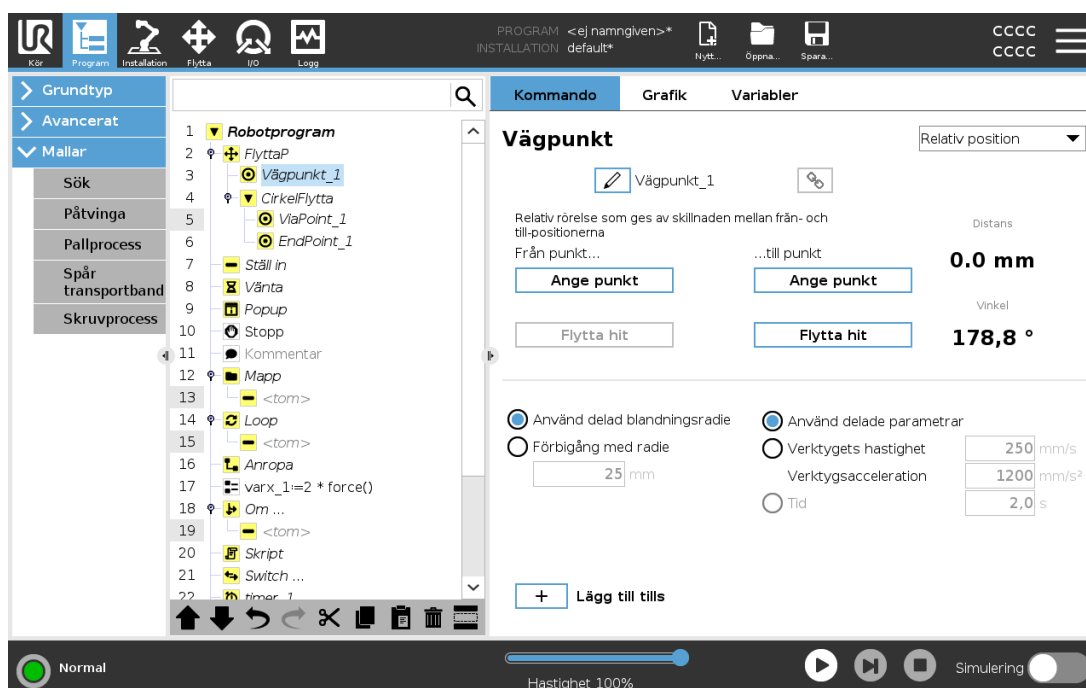 UR
Kör
Program
Installation
Flytta
I/O
Logg
PROGRAM <ej namngiven>*
INSTALLATION default*
Nytt...
Öppna...
Spara...
CCCC
CCCC
Grundtyp
Avancerat
Mallar
Sök
Påtvinga
Pallprocess
Spår
transportband
Skruvprocess
1 Robotprogram
2 FlyttaP
3 Vägpunkt_1
4 CirkelFlytta
5 ViaPoint_1
6 EndPoint_1
7 Ställ in
8 Vänta
9 Popup
10 Stopp
11 Kommentar
12 Mapp
13 <tom>
14 Loop
15 <tom>
16 Anropa
17 varx_1≔2 * force()
18 Om ...
19 <tom>
20 Skript
21 Switch ...
22 timer_1
Kommando
Grafik
Variabler
Vägpunkt
Relativ position
Vägpunkt_1
Relativ rörelse som ges av skillnaden mellan från- och
till-positionerna
Från punkt...
...till punkt
Ange punkt
Ange punkt
Flytta hit
Flytta hit
Distans
0.0 mm
Vinkel
178,8 °
Använd delad blandningsradie
Förbigång med radie
25 mm
Använd delade parametrar
Verktygets hastighet 250 mm/s
Verktygsacceleration 1200 mm/s²
Tid 2,0 s
+ Lägg till tills
Normal
Hastighet 100%
Simulering